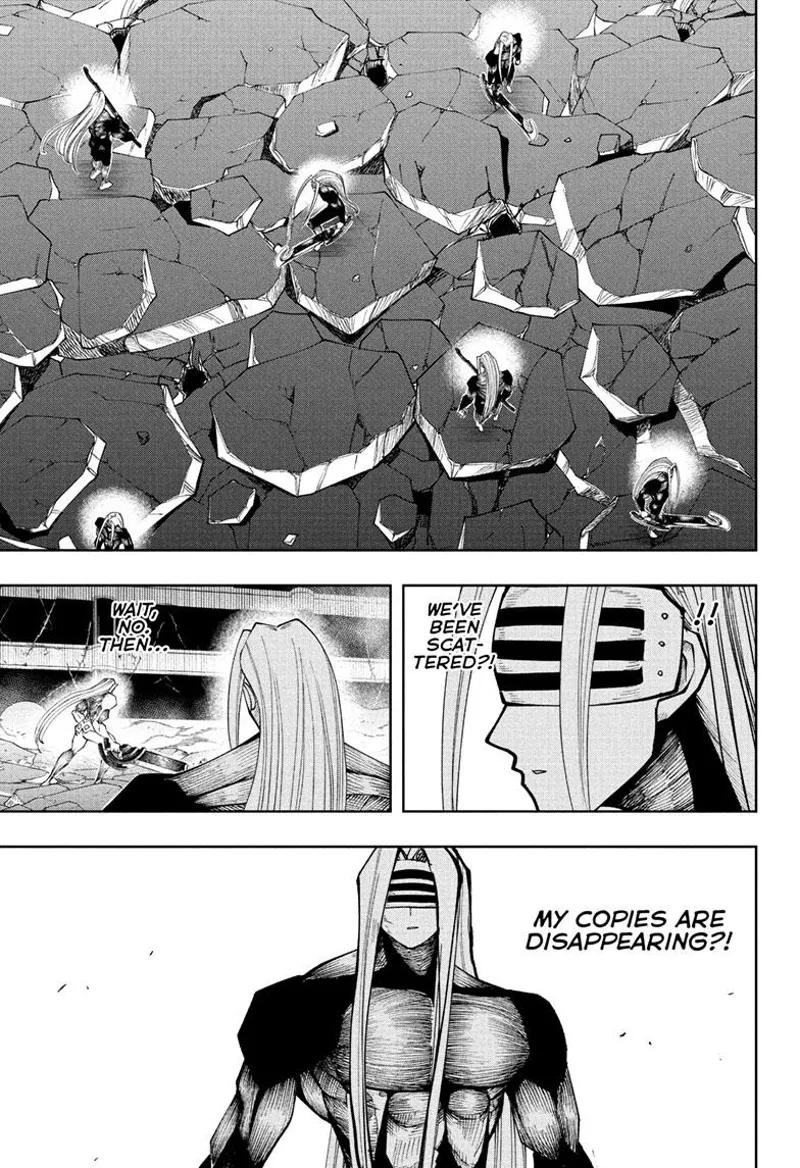 !!
WE'VE
BEEN
SCAT-
TERED?!
WAIT,
NO.
THEN...
MY COPIES ARE
DISAPPEARING?!